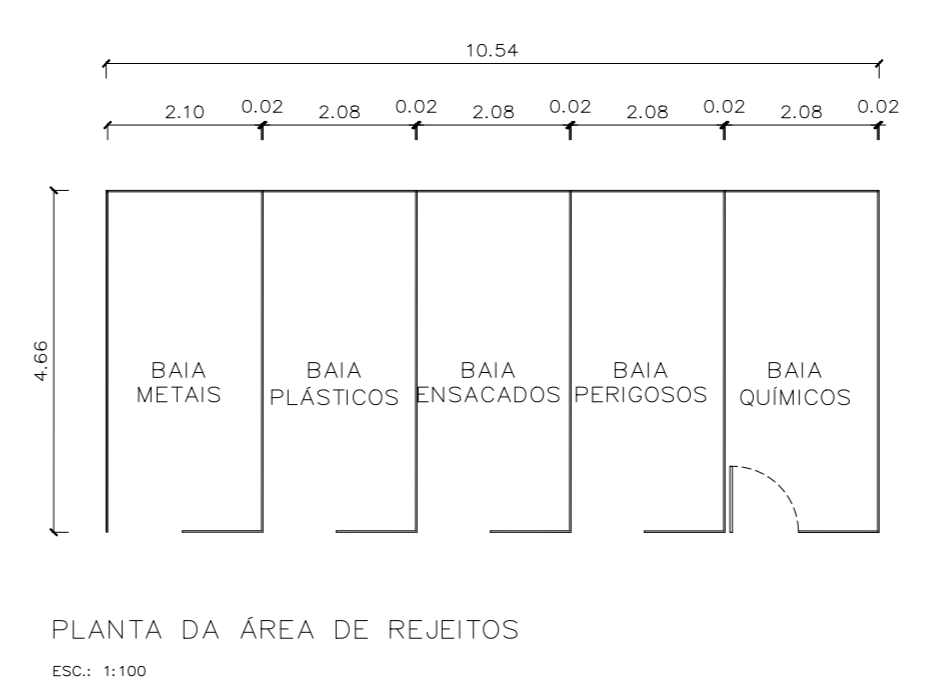 10.54
2.10 0.02 2.08 0.02 2.08 0.02 2.08 0.02 2.08 0.02
4.66
BAIA
METAIS
BAIA
PLÁSTICOS
BAIA
ENSACADOS
BAIA
PERIGOSOS
BAIA
QUÍMICOS
PLANTA DA ÁREA DE REJEITOS
ESC.: 1:100